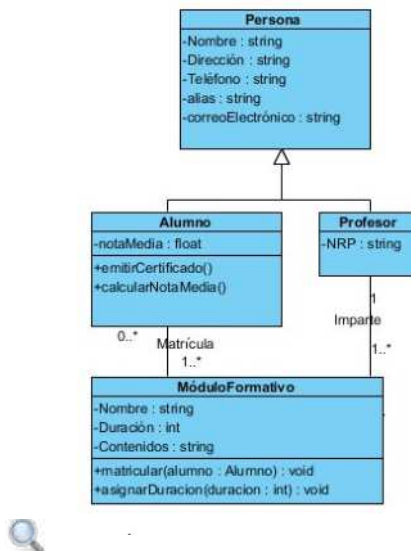 Persona
-Nombre : string
-Dirección : string
-Teléfono : string
-alias : string
-correoElectrónico : string
Alumno
-notaMedia : float
+emitirCertificado()
+calcularNotaMedia()
Profesor
-NRP : string
0..*
Matrícula
1..*
1
Imparte
1..*
MóduloFormativo
-Nombre : string
-Duración : int
-Contenidos : string
+matricular(alumno : Alumno) : void
+asignarDuracion(duracion : int) : void